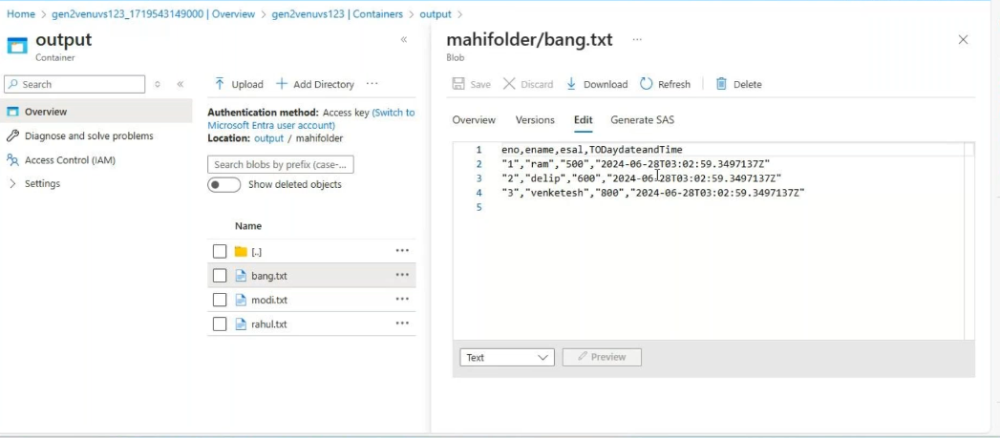 Home > gen2venuvs123_1719543149000 | Overview > gen2venuvs123 | Containers > output >
output
Container
Search
Overview
Diagnose and solve problems
Access Control (IAM)
Settings
Upload Add Directory ...
Authentication method: Access key (Switch to
Microsoft Entra user account)
Location: output / mahifolder
Search blobs by prefix (case-...
Show deleted objects
Name
[..]
bang.txt
modi.txt
rahul.txt
mahifolder/bang.txt ...
Blob
Save Discard Download Refresh Delete
Overview Versions Edit Generate SAS
1 eno,ename,esal,TODaydateandTime
2 "1","ram","500","2024-06-28T03:02:59.3497137Z"
3 "2","delip","600","2024-06-28T03:02:59.3497137Z"
4 "3","venketesh","800","2024-06-28T03:02:59.3497137Z"
5
Text Preview